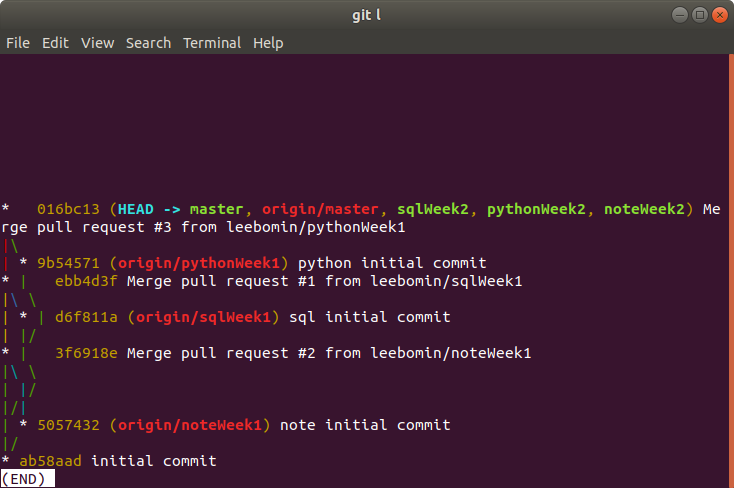 git l
File Edit View Search Terminal Help
*   016bc13 (HEAD -> master, origin/master, sqlWeek2, pythonWeek2, noteWeek2) Me
rge pull request #3 from leebomin/pythonWeek1
|\
| * 9b54571 (origin/pythonWeek1) python initial commit
* |   ebb4d3f Merge pull request #1 from leebomin/sqlWeek1
|\ \
| * | d6f811a (origin/sqlWeek1) sql initial commit
| |/
* |   3f6918e Merge pull request #2 from leebomin/noteWeek1
|\ \
| |/
|/|
| * 5057432 (origin/noteWeek1) note initial commit
|/
* ab58aad initial commit
(END)